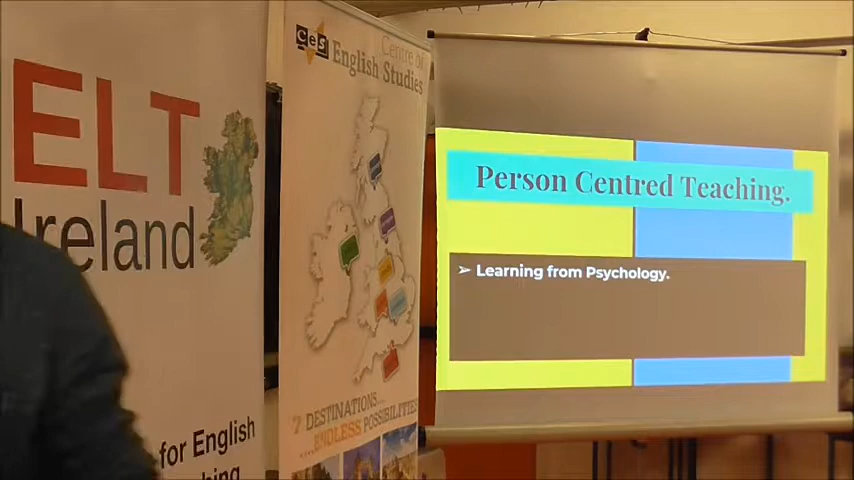 ELT
Ireland
for English
CES
Centre of
English Studies
7 DESTINATIONS...
...ENDLESS POSSIBILITIES
Person Centred Teaching.
➢ Learning from Psychology.